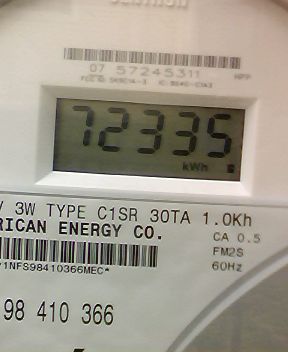 07 57245311
72335
kWh
V 3W TYPE C1SR 30TA 1.0Kh
RICAN ENERGY CO.
CA 0.5
FM2S
60Hz
*1NFS98410366MEC*
98 410 366